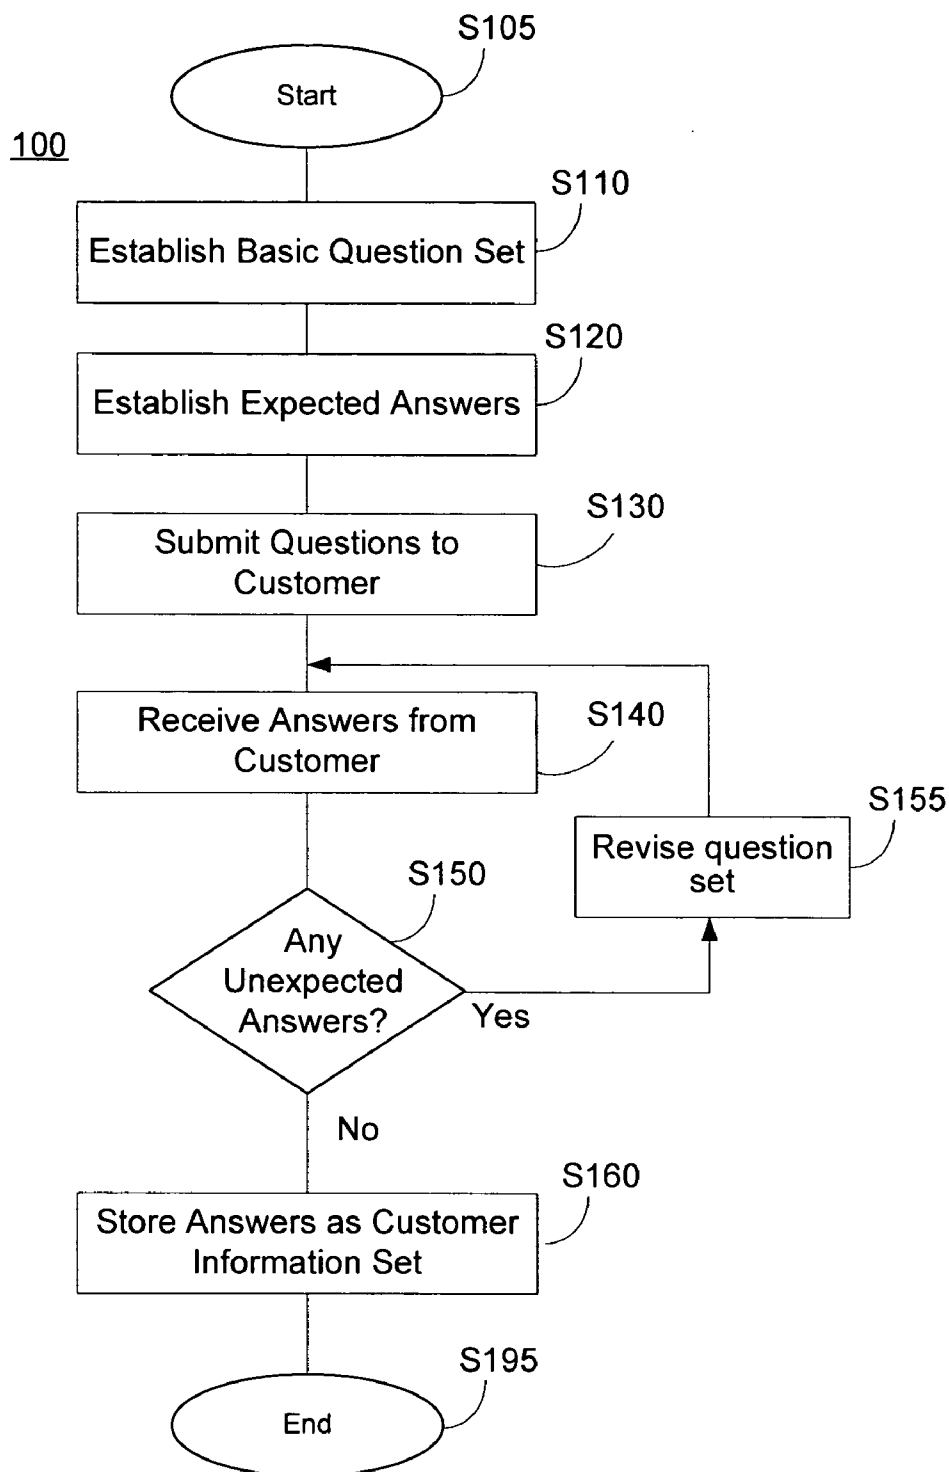 S105
Start
100
S110
Establish Basic Question Set
S120
Establish Expected Answers
S130
Submit Questions to
Customer
Receive Answers from
Customer
S140
S155
Revise question
set
S150
Any
Unexpected
Answers?
Yes
No
S160
Store Answers as Customer
Information Set
S195
End